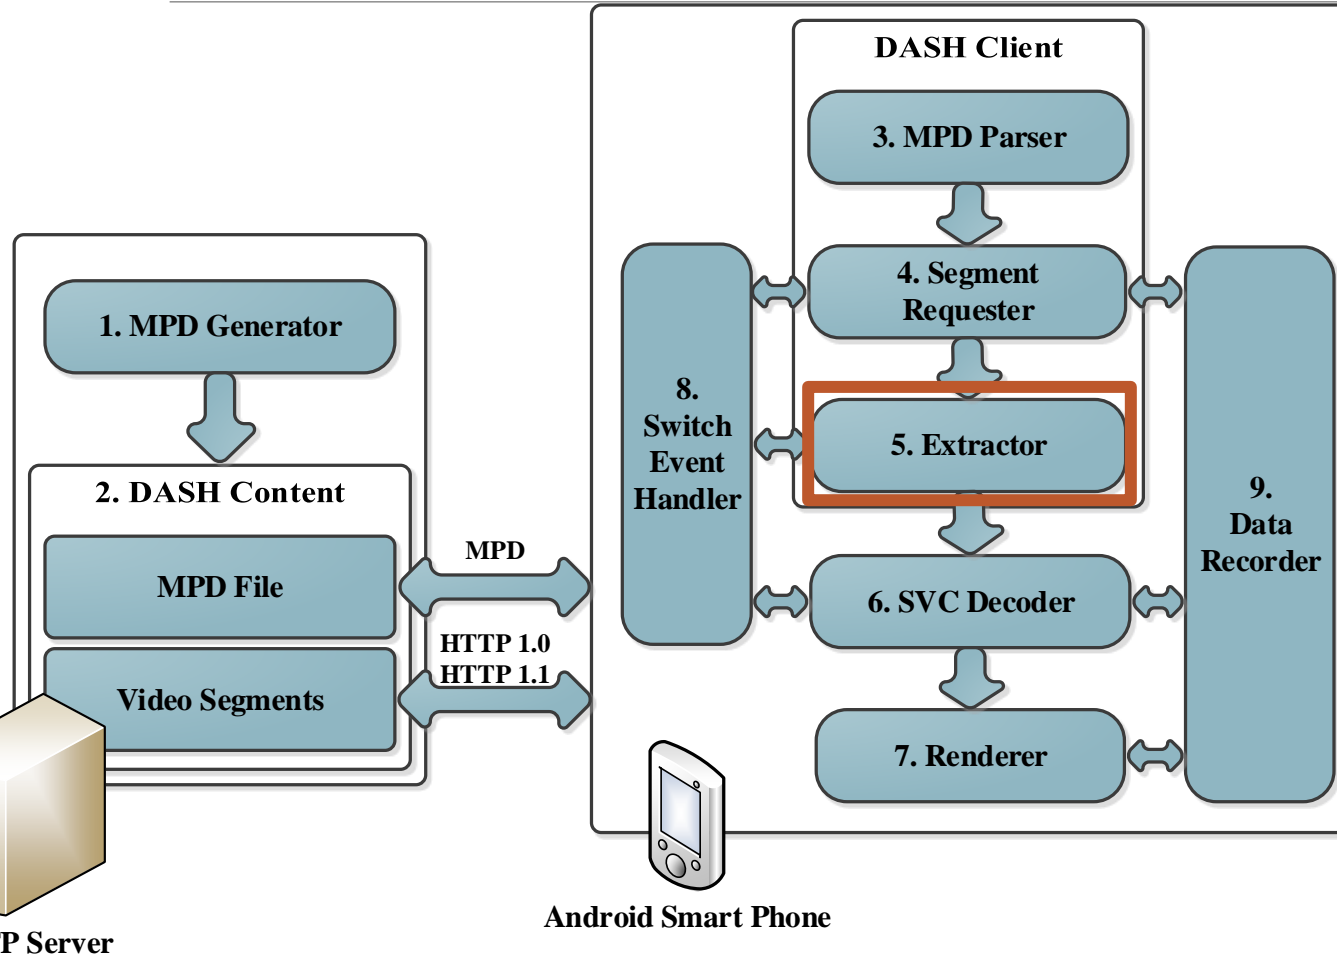 DASH Client
3. MPD Parser
4. Segment
Requester
5. Extractor
6. SVC Decoder
7. Renderer
8.
Switch
Event
Handler
9.
Data
Recorder
1. MPD Generator
2. DASH Content
MPD File
Video Segments
MPD
HTTP 1.0
HTTP 1.1
Android Smart Phone
P Server